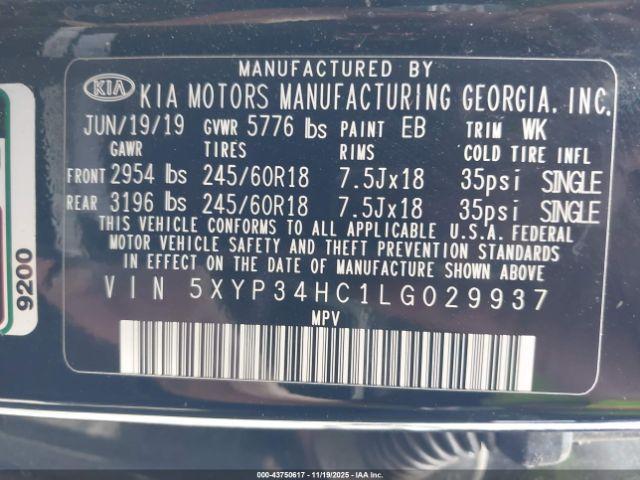 MANUFACTURED BY
KIA KIA MOTORS MANUFACTURING GEORGIA, INC.
JUN/19/19 GVWR 5776 lbs PAINT EB TRIM WK
GAWR TIRES RIMS COLD TIRE INFL
FRONT 2954 lbs 245/60R18 7.5Jx18 35psi SINGLE
REAR 3196 lbs 245/60R18 7.5Jx18 35psi SINGLE
THIS VEHICLE CONFORMS TO ALL APPLICABLE U.S.A. FEDERAL
MOTOR VEHICLE SAFETY AND THEFT PREVENTION STANDARDS
IN EFFECT ON THE DATE OF MANUFACTURE SHOWN ABOVE.
VIN 5XYP34HC1LG029937
MPV
9200
000-43750617 - 11/19/2025 - IAA Inc.